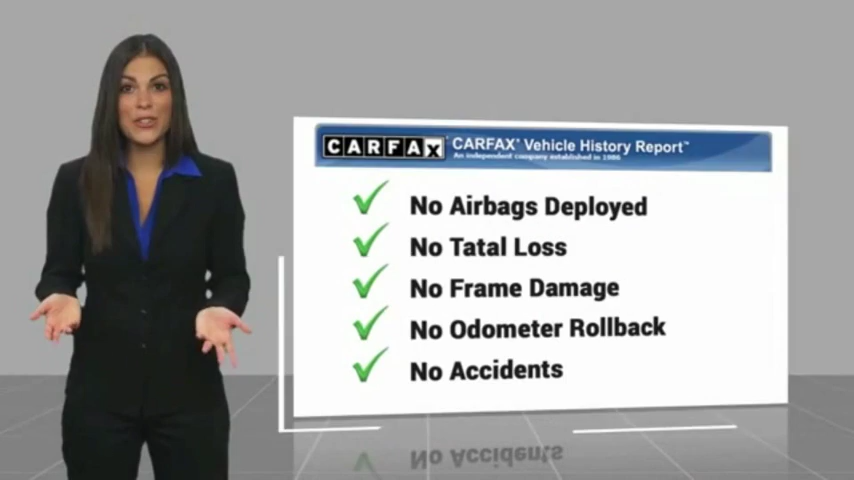 CARFAX CARFAX® Vehicle History Report™
An independent company established in 1986
No Airbags Deployed
No Tatal Loss
No Frame Damage
No Odometer Rollback
No Accidents
No Accidents